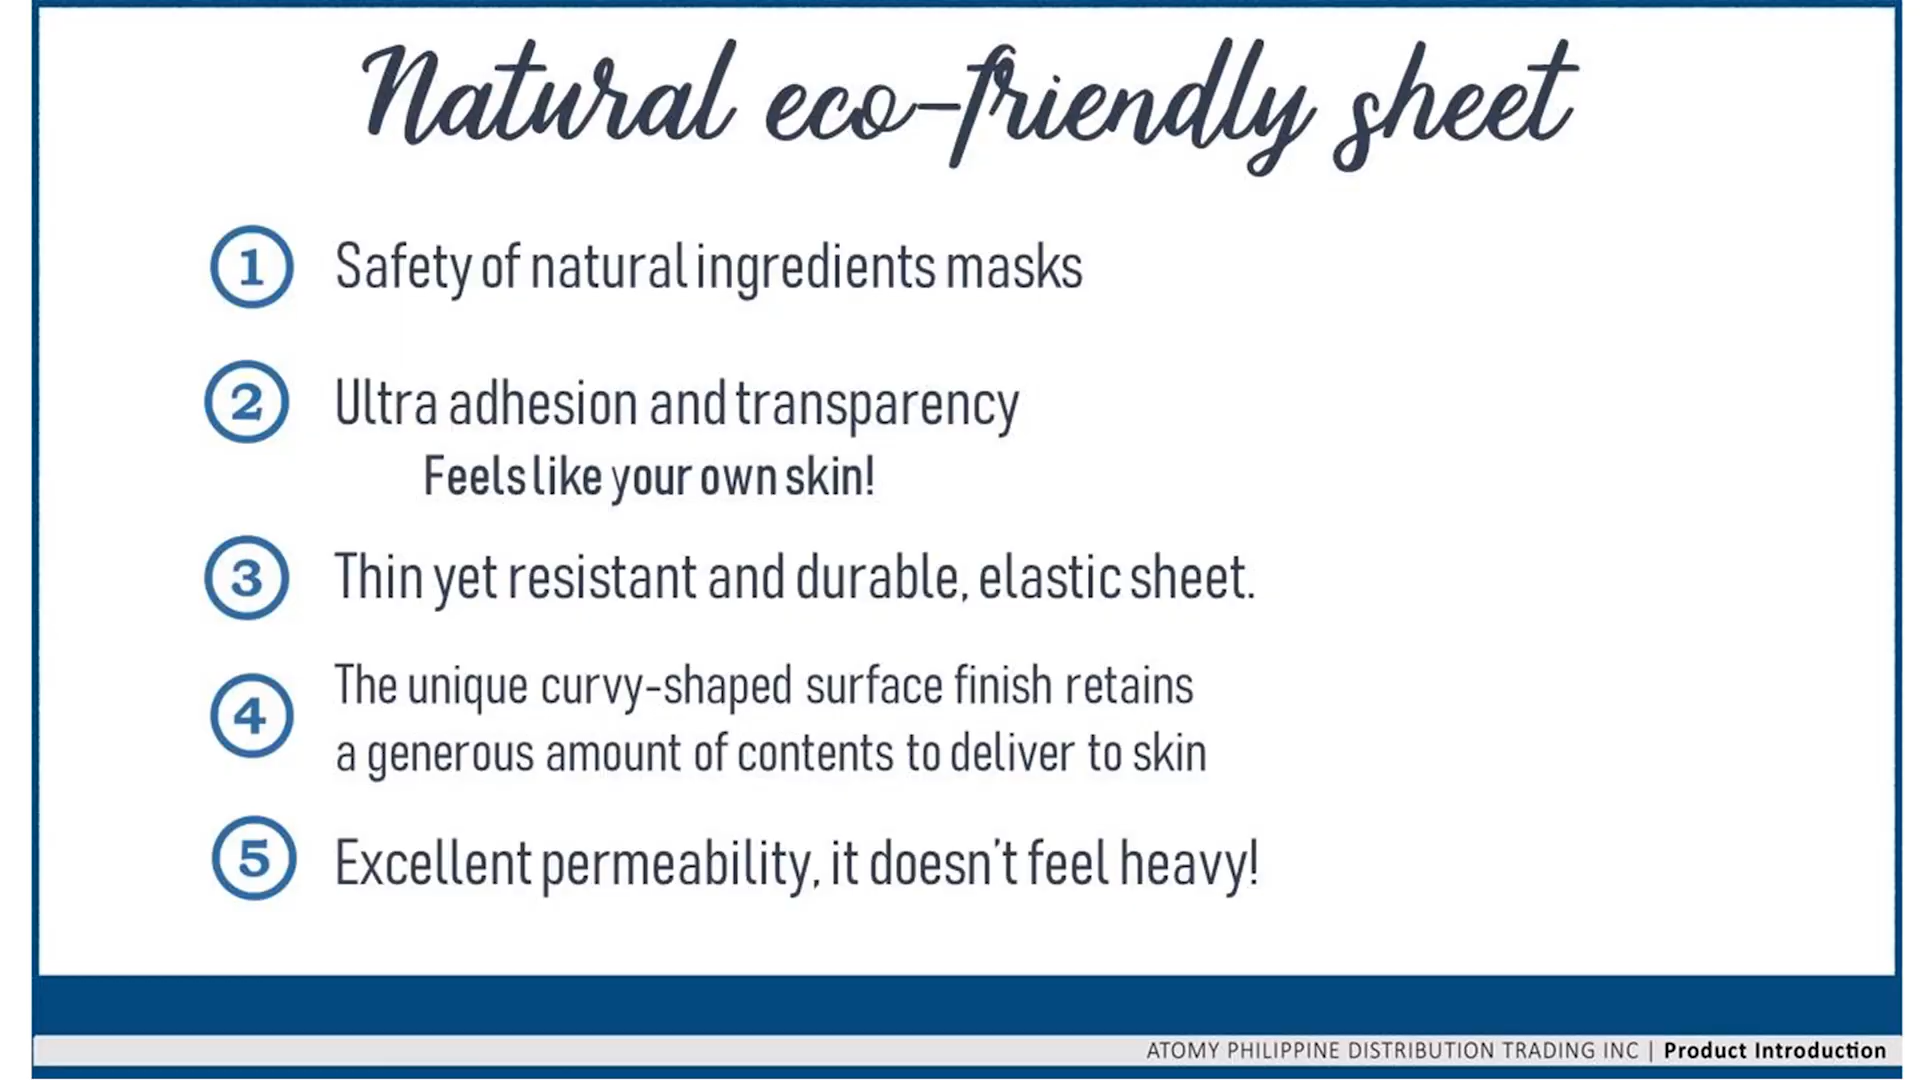 Natural eco-friendly sheet
1 Safety of natural ingredients masks
2 Ultra adhesion and transparency
Feels like your own skin!
3 Thin yet resistant and durable, elastic sheet.
4 The unique curvy-shaped surface finish retains
a generous amount of contents to deliver to skin
5 Excellent permeability, it doesn’t feel heavy!
ATOMY PHILIPPINE DISTRIBUTION TRADING INC | Product Introduction